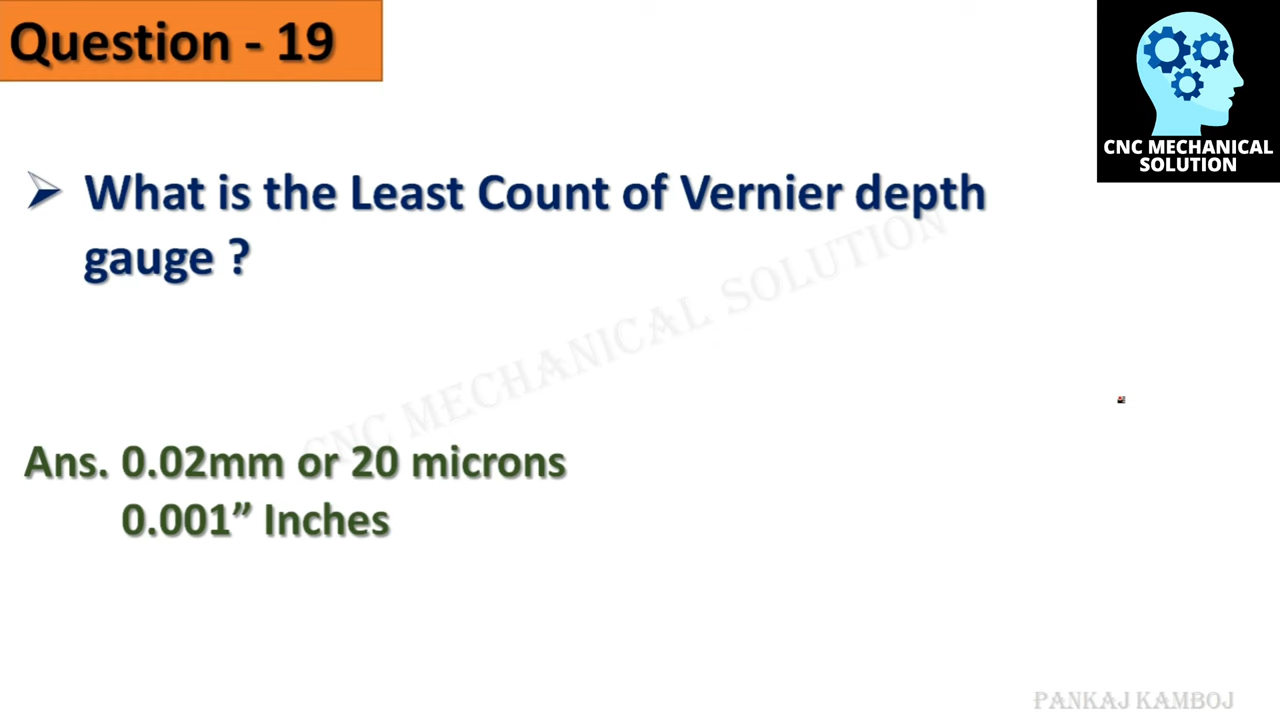 Question - 19
CNC MECHANICAL
SOLUTION
What is the Least Count of Vernier depth
gauge ?
CNC MECHANICAL SOLUTION
Ans. 0.02mm or 20 microns
0.001” Inches
PANKAJ KAMBOJ